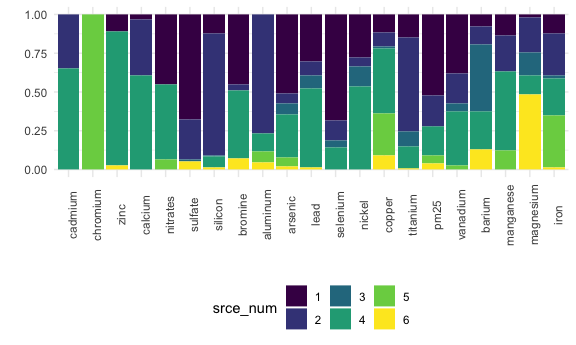 1.00
0.75
0.50
0.25
0.00
cadmium
chromium
zinc
calcium
nitrates
sulfate
silicon
bromine
aluminum
arsenic
lead
selenium
nickel
copper
titanium
pm25
vanadium
barium
manganese
magnesium
iron
srce_num
1 3 5
2 4 6